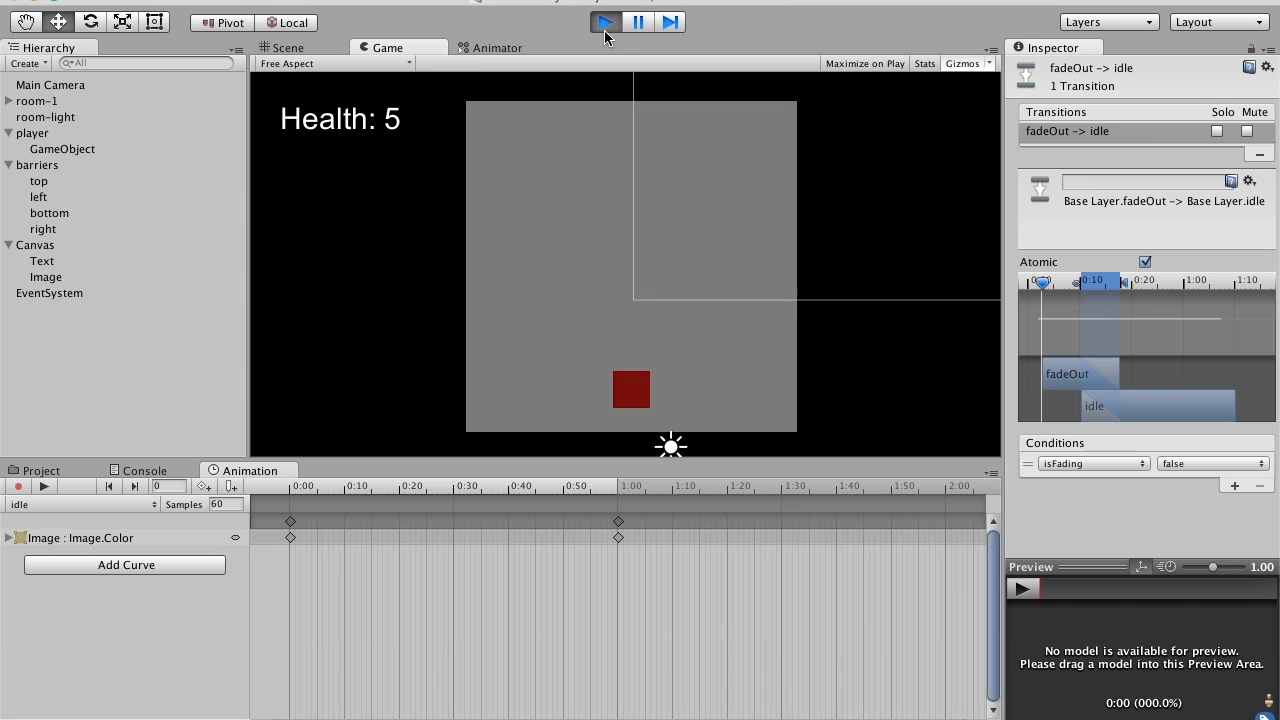 Pivot Local Layers Layout
Hierarchy
Create All
Main Camera
room-1
room-light
player
GameObject
barriers
top
left
bottom
right
Canvas
Text
Image
EventSystem
Scene Game Animator
Free Aspect Maximize on Play Stats Gizmos
Health: 5
Inspector
fadeOut -> idle
1 Transition
Transitions Solo Mute
fadeOut -> idle
Base Layer.fadeOut -> Base Layer.idle
Atomic
0:10 0:20 1:00 1:10
fadeOut
idle
Conditions
isFading false
Preview 1.00
No model is available for preview.
Please drag a model into this Preview Area.
0:00 (000.0%)
Project Console Animation
0 0:00 0:10 0:20 0:30 0:40 0:50 1:00 1:10 1:20 1:30 1:40 1:50 2:00
idle Samples 60
Image : Image.Color
Add Curve